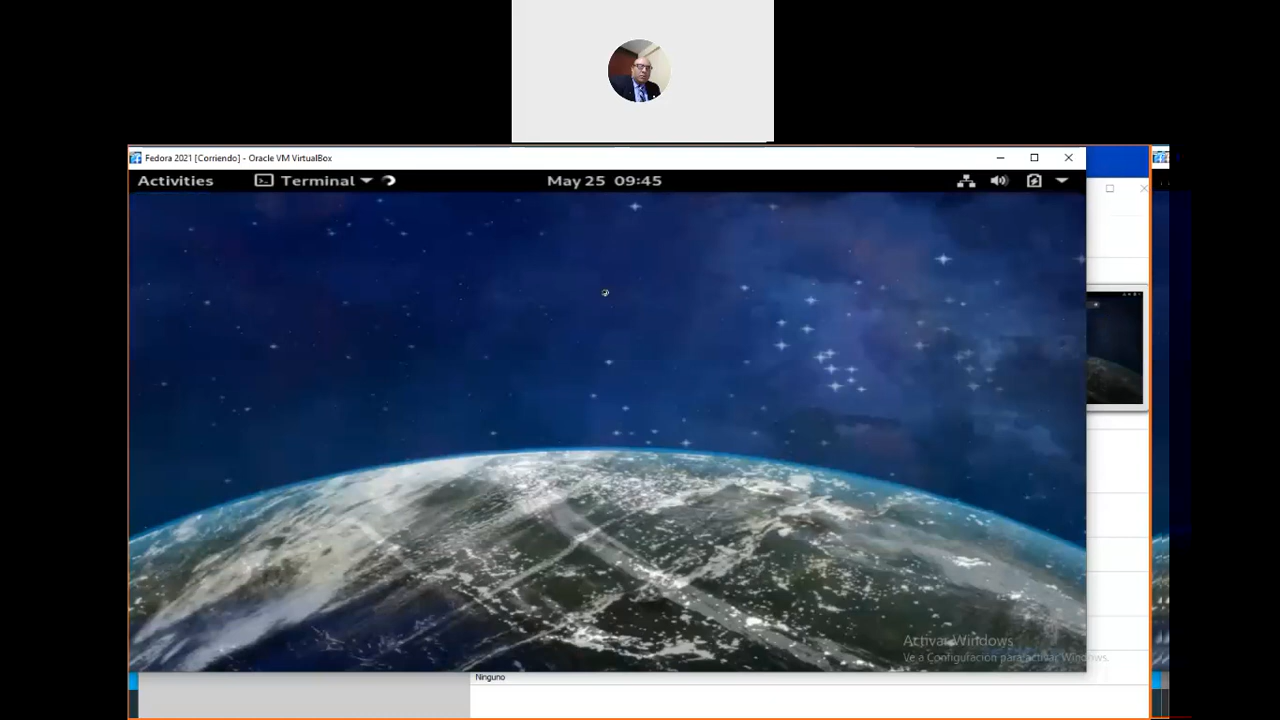 Fedora 2021 [Corriendo] - Oracle VM VirtualBox
Activities Terminal May 25 09:45
Activar Windows
Ve a Configuración para activar Windows.
Ninguno